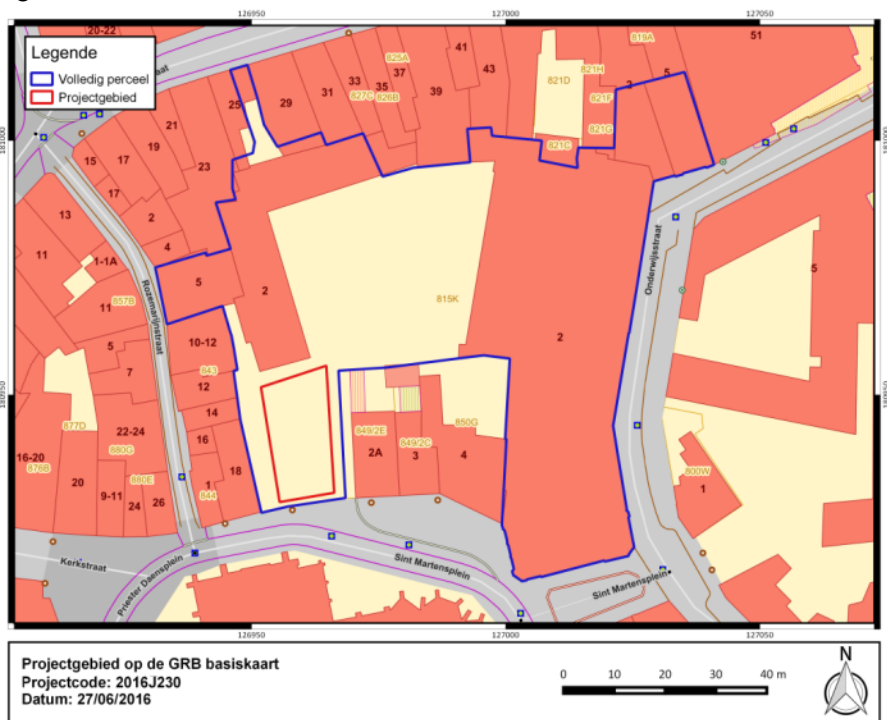 126950
127000
127050
Legende
Volledig perceel
Projectgebied
20-22
25
29
31
33
827C
35
826B
825A
37
39
41
43
821D
821H
821F
821G
821C
819A
3
5
51
181000
181000
21
19
23
15
17
17
2
4
13
11
1-1A
857B
11
5
7
Rozemarijnstraat
5
2
815K
2
Onderwijsstraat
5
10-12
843
12
14
16
1
844
18
877D
22-24
880G
880E
16-20
876B
20
9-11
24
26
849/2E
2A
849/2C
3
850G
4
800W
1
180950
180950
Kerkstraat
Priester Daensplein
Sint Martensplein
Sint Martensplein
126950
127000
127050
Projectgebied op de GRB basiskaart
Projectcode: 2016J230
Datum: 27/06/2016
0 10 20 30 40 m
N